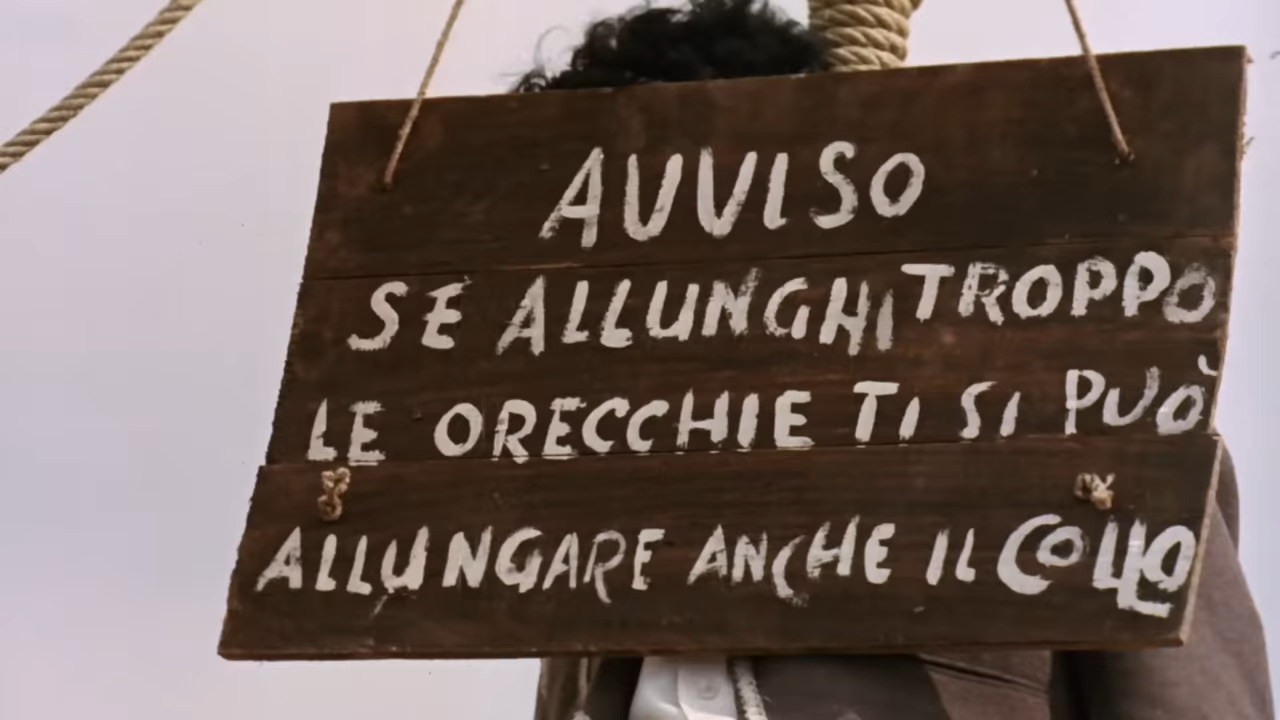 AVVISO
SE ALLUNGHI TROPPO
LE ORECCHIE TI SI PUÒ
ALLUNGARE ANCHE IL COLLO